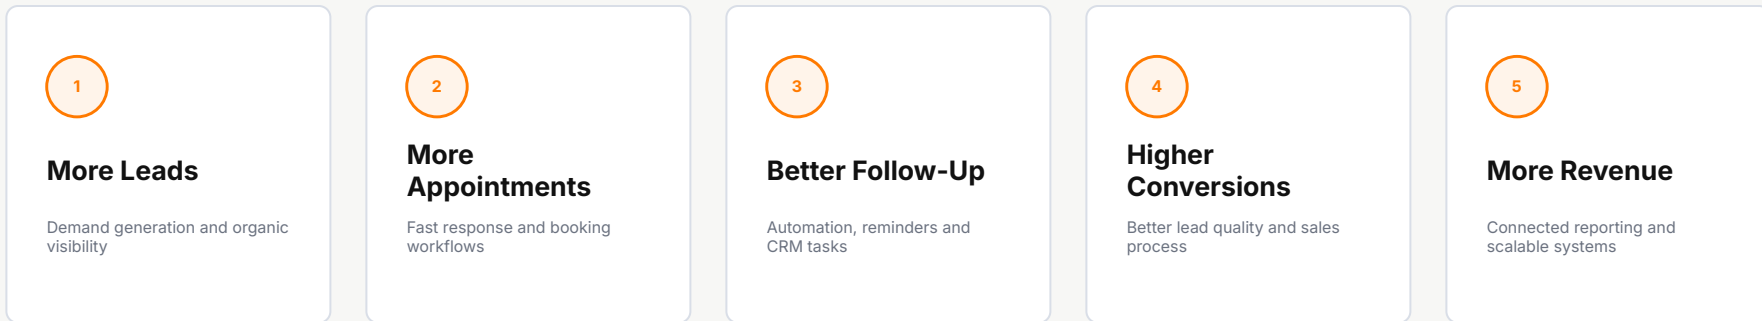 1
More Leads
Demand generation and organic
visibility
2
More
Appointments
Fast response and booking
workflows
3
Better Follow-Up
Automation, reminders and
CRM tasks
4
Higher
Conversions
Better lead quality and sales
process
5
More Revenue
Connected reporting and
scalable systems